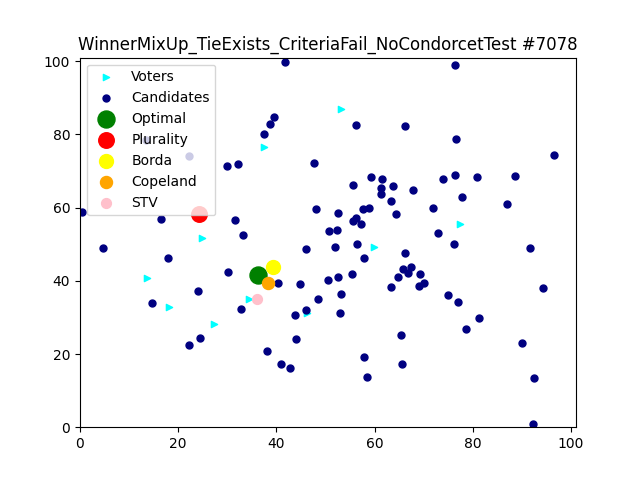 WinnerMixUp_TieExists_CriteriaFail_NoCondorcetTest #7078
100
80
60
40
20
0
Voters
Candidates
Optimal
Plurality
Borda
Copeland
STV
0 20 40 60 80 100